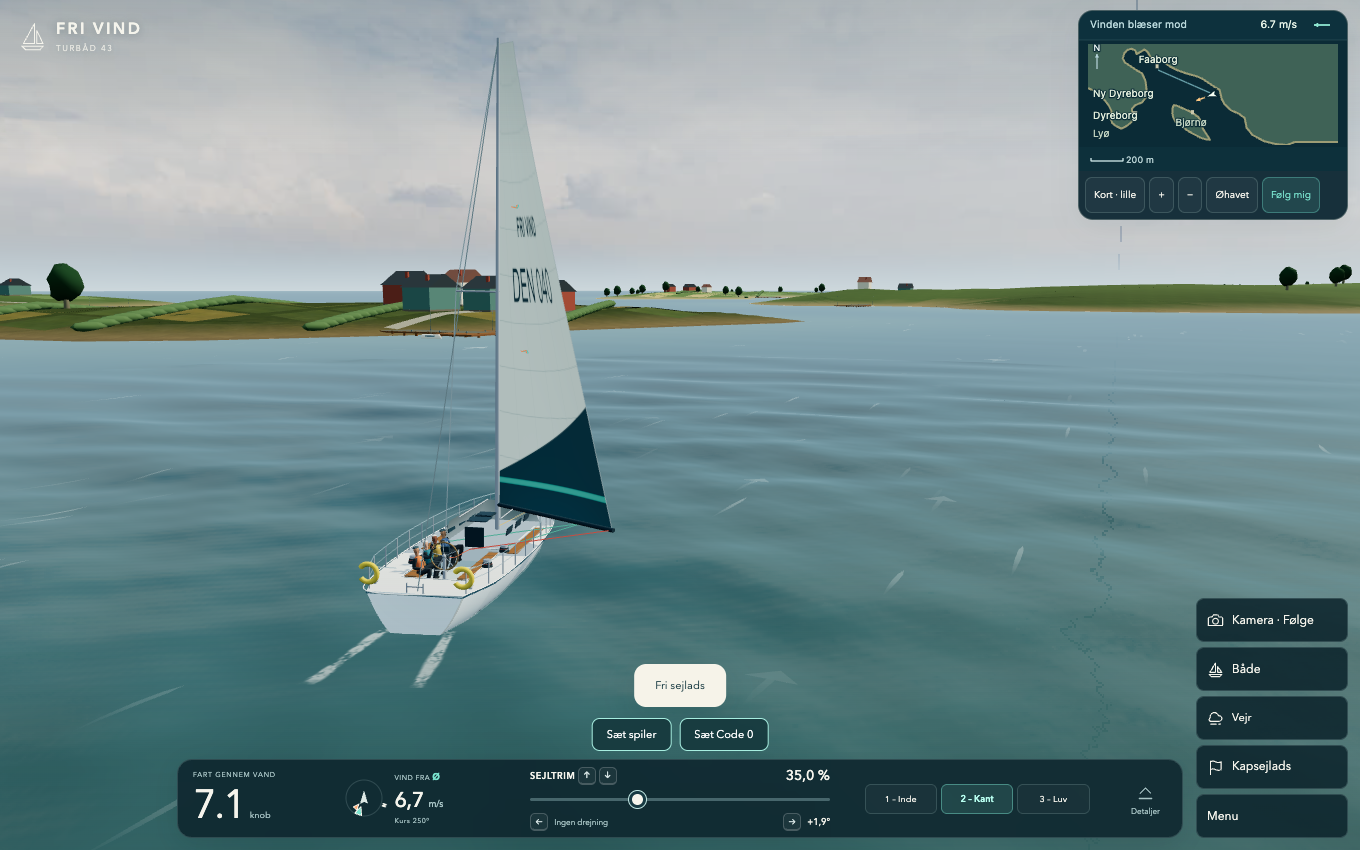 FRI VIND
TURBÅD 43
Vinden blæser mod 6.7 m/s
N
Faaborg
Ny Dyreborg
Dyreborg
Bjørnø
Lyø
200 m
Kort · lille + − Øhavet Følg mig
FRI VIND
DEN 040
Kamera · Følge
Både
Vejr
Kapsejlads
Menu
Fri sejlads
Sæt spiler Sæt Code 0
FART GENNEM VAND
7.1 knob
VIND FRA Ø
6,7 m/s
Kurs 250°
SEJLTRIM ↑ ↓ 35,0 %
← Ingen drejning → +1,9°
1 – Inde 2 – Kant 3 – Luv
Detaljer